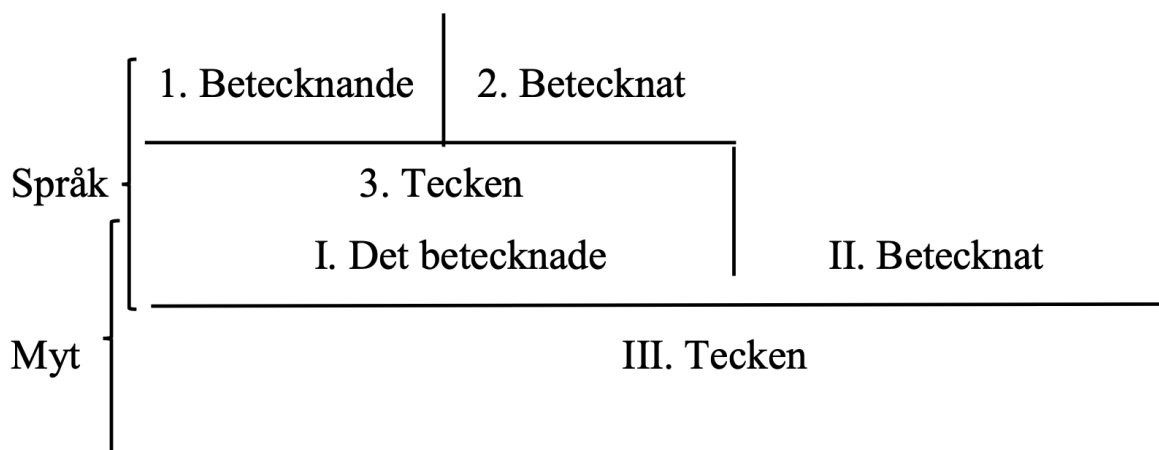 1. Betecknande 2. Betecknat
Språk 3. Tecken
I. Det betecknade II. Betecknat
Myt III. Tecken